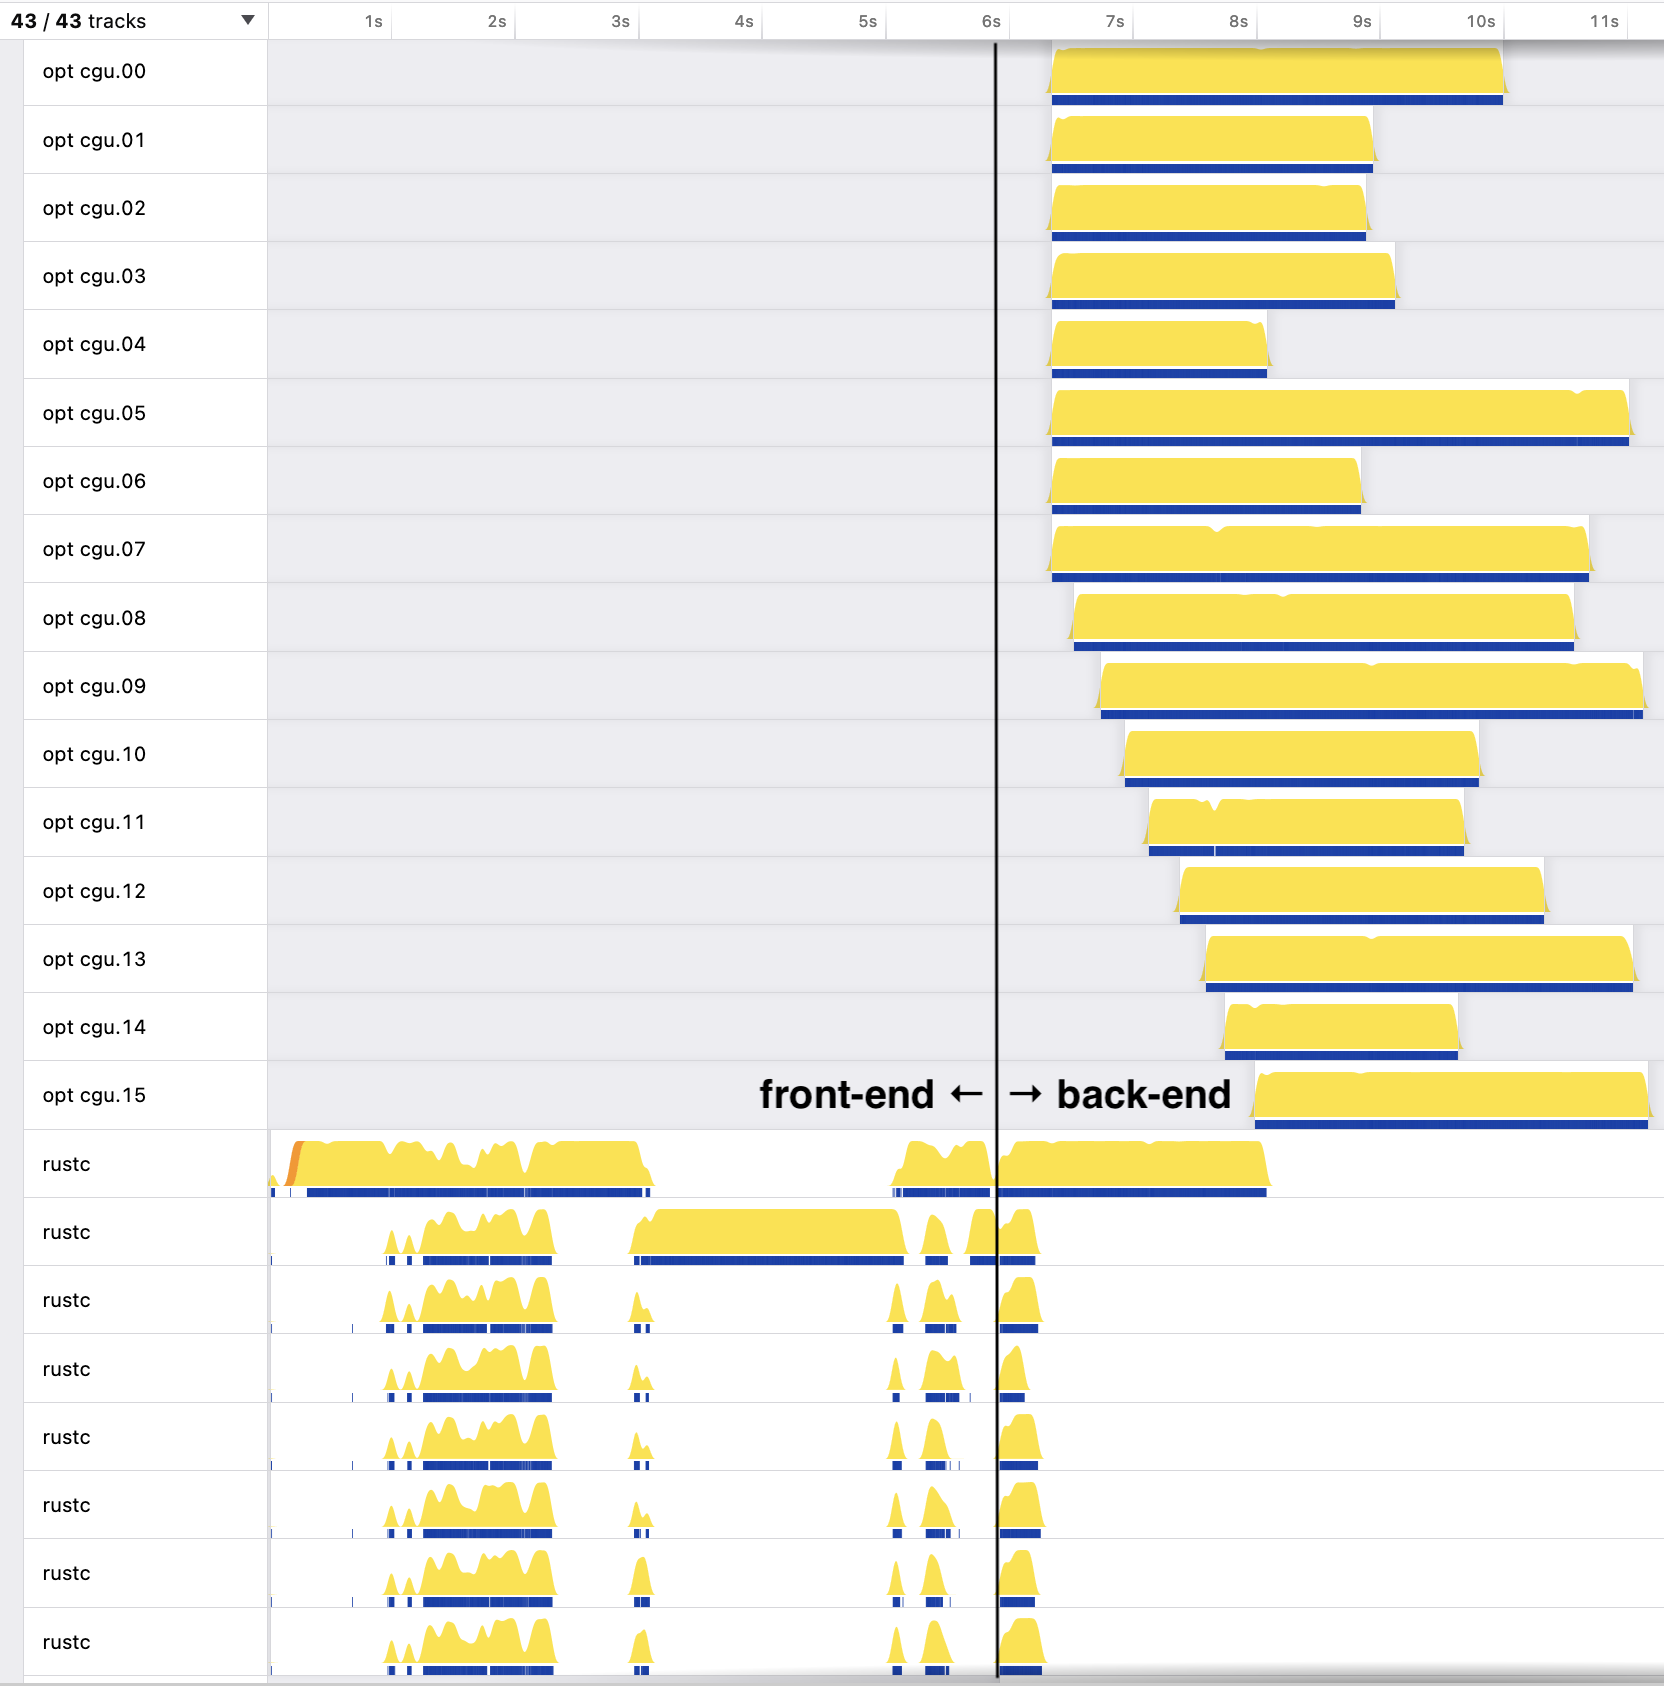 43 / 43 tracks 1s 2s 3s 4s 5s 6s 7s 8s 9s 10s 11s
opt cgu.00
opt cgu.01
opt cgu.02
opt cgu.03
opt cgu.04
opt cgu.05
opt cgu.06
opt cgu.07
opt cgu.08
opt cgu.09
opt cgu.10
opt cgu.11
opt cgu.12
opt cgu.13
opt cgu.14
opt cgu.15
front-end ← → back-end
rustc
rustc
rustc
rustc
rustc
rustc
rustc
rustc